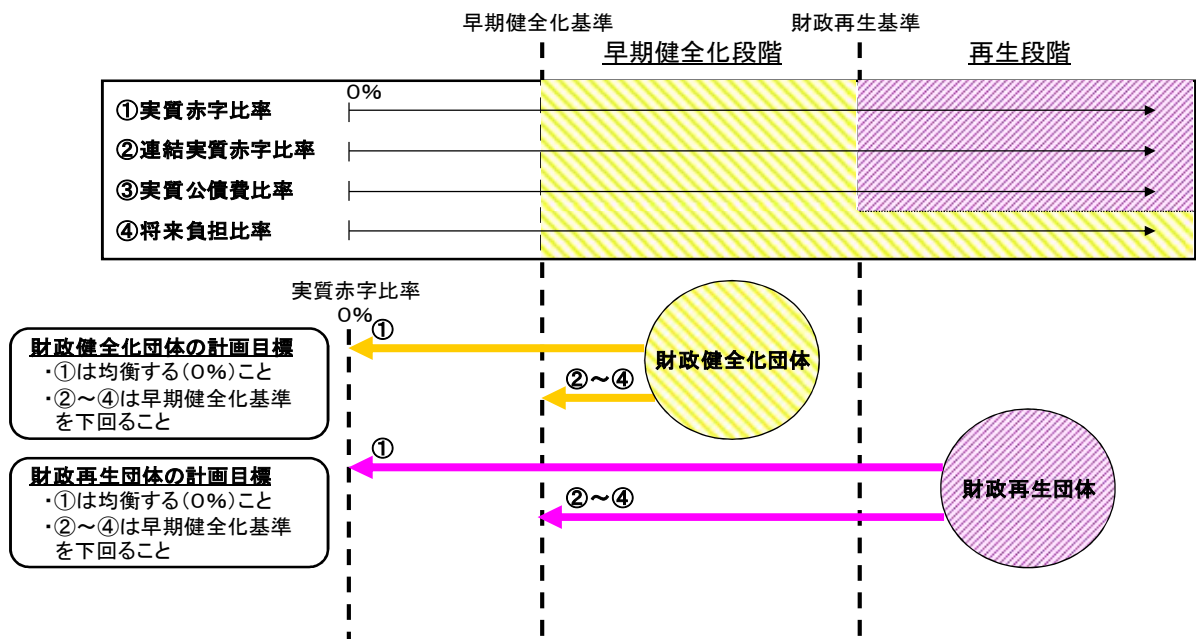 早期健全化基準
財政再生基準
早期健全化段階
再生段階
0%
①実質赤字比率
②連結実質赤字比率
③実質公債費比率
④将来負担比率
実質赤字比率
0%
財政健全化団体の計画目標
・①は均衡する(0%)こと
・②～④は早期健全化基準
を下回ること
①
②～④
財政健全化団体
財政再生団体の計画目標
・①は均衡する(0%)こと
・②～④は早期健全化基準
を下回ること
①
②～④
財政再生団体